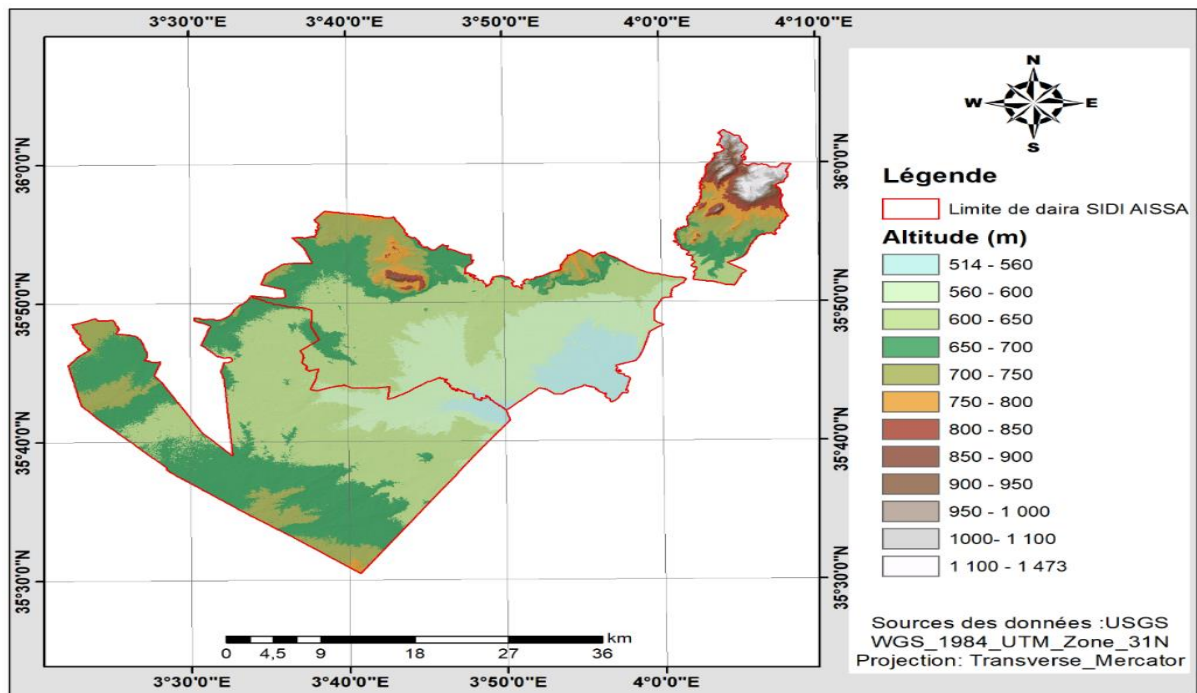 3°30'0"E 3°40'0"E 3°50'0"E 4°0'0"E 4°10'0"E
36°0'0"N
35°50'0"N
35°40'0"N
35°30'0"N
36°0'0"N
35°50'0"N
35°40'0"N
35°30'0"N
N
W E
S
Légende
Limite de daira SIDI AISSA
Altitude (m)
514 - 560
560 - 600
600 - 650
650 - 700
700 - 750
750 - 800
800 - 850
850 - 900
900 - 950
950 - 1 000
1000- 1 100
1 100 - 1 473
Sources des données :USGS
WGS_1984_UTM_Zone_31N
Projection: Transverse_Mercator
km
0 4,5 9 18 27 36
3°30'0"E 3°40'0"E 3°50'0"E 4°0'0"E